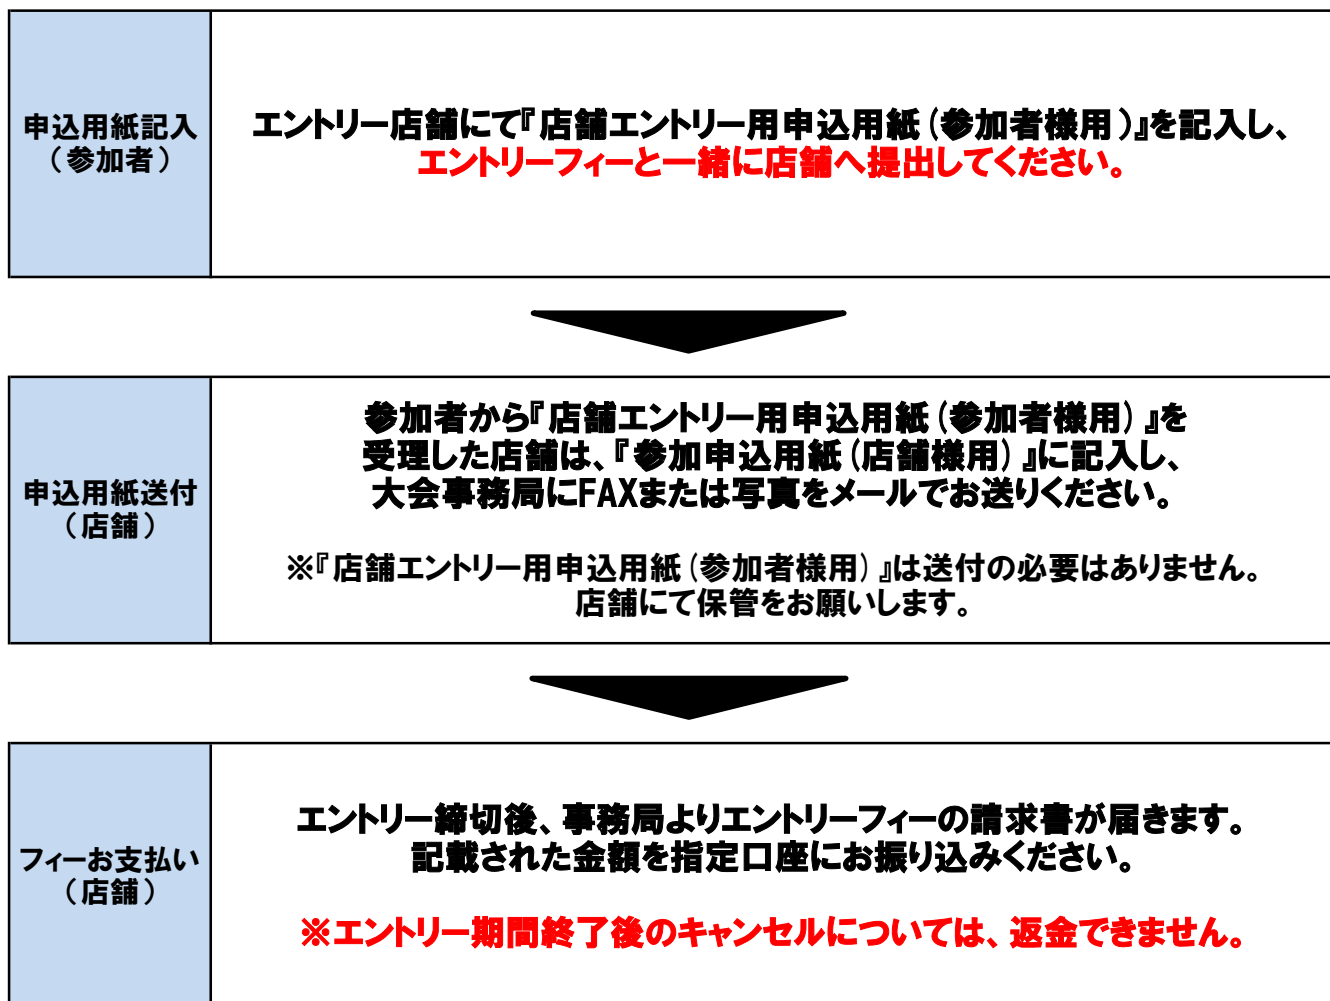 申込用紙記入
（参加者）
エントリー店舗にて『店舗エントリー用申込用紙(参加者様用)』を記入し、
エントリーフィーと一緒に店舗へ提出してください。
申込用紙送付
（店舗）
参加者から『店舗エントリー用申込用紙(参加者様用)』を
受理した店舗は、『参加申込用紙(店舗様用)』に記入し、
大会事務局にFAXまたは写真をメールでお送りください。
※『店舗エントリー用申込用紙(参加者様用)』は送付の必要はありません。
店舗にて保管をお願いします。
フィーお支払い
（店舗）
エントリー締切後、事務局よりエントリーフィーの請求書が届きます。
記載された金額を指定口座にお振り込みください。
※エントリー期間終了後のキャンセルについては、返金できません。